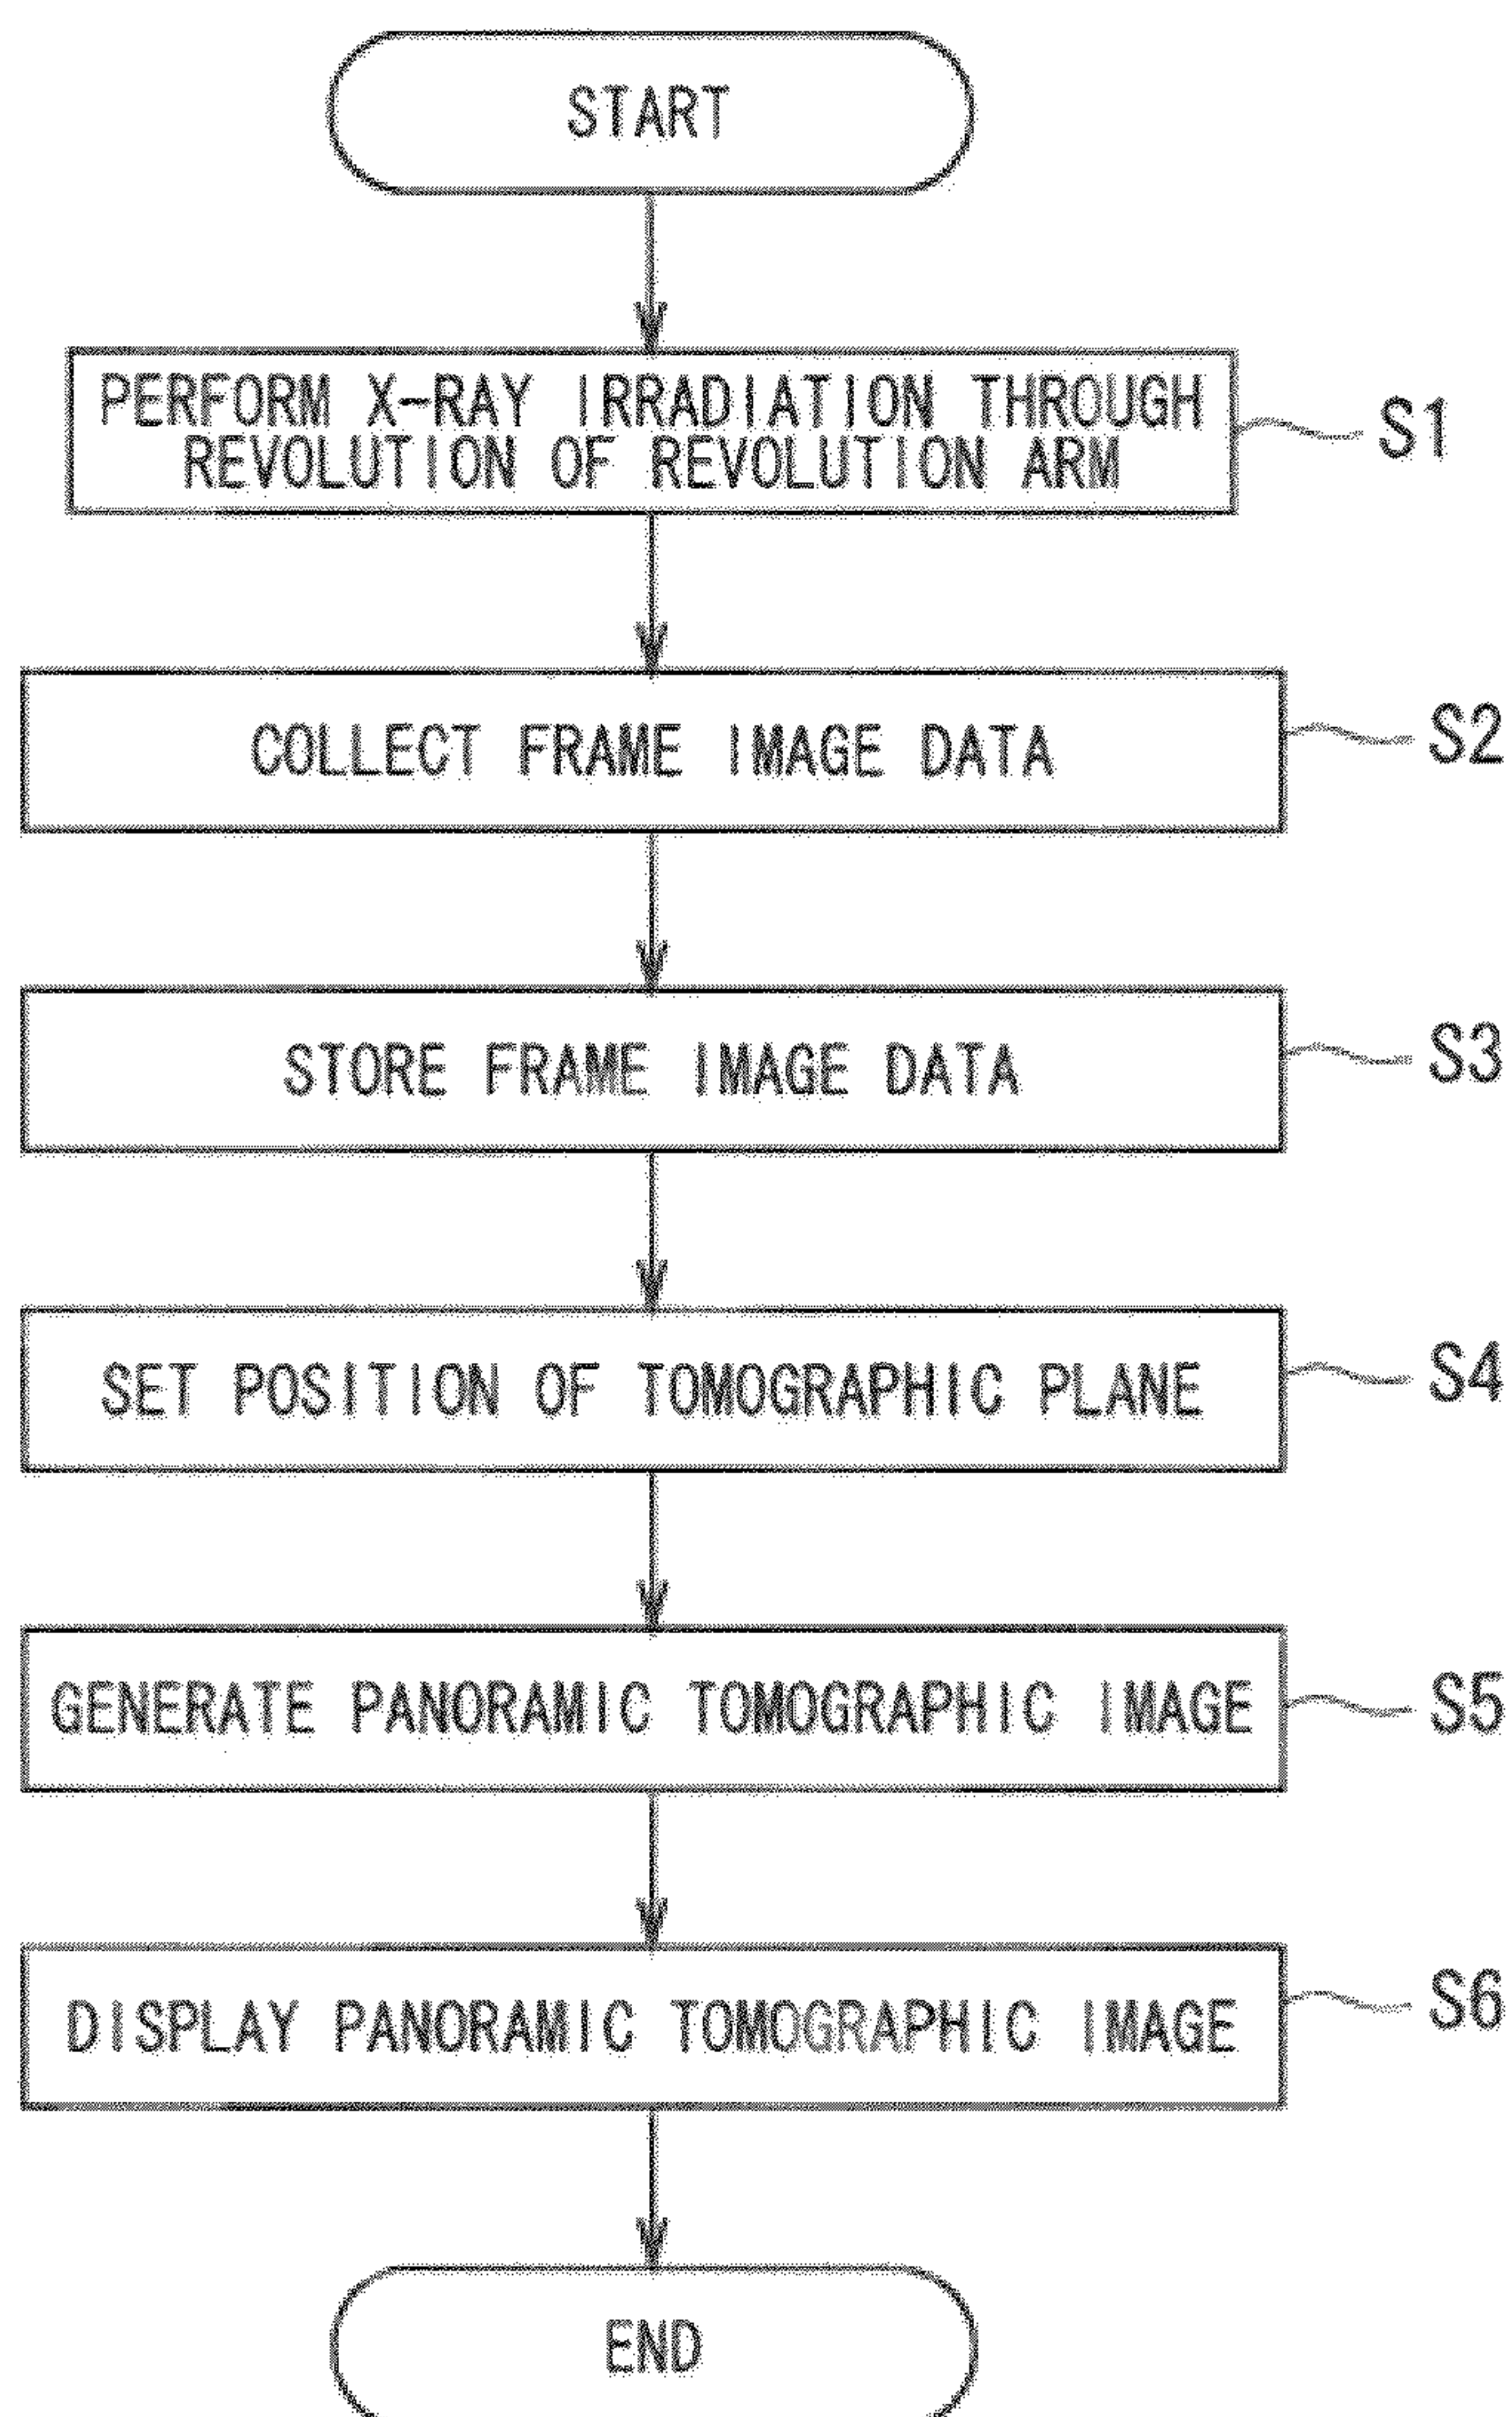 START
PERFORM X-RAY IRRADIATION THROUGH
REVOLUTION OF REVOLUTION ARM
S1
COLLECT FRAME IMAGE DATA
S2
STORE FRAME IMAGE DATA
S3
SET POSITION OF TOMOGRAPHIC PLANE
S4
GENERATE PANORAMIC TOMOGRAPHIC IMAGE
S5
DISPLAY PANORAMIC TOMOGRAPHIC IMAGE
S6
END